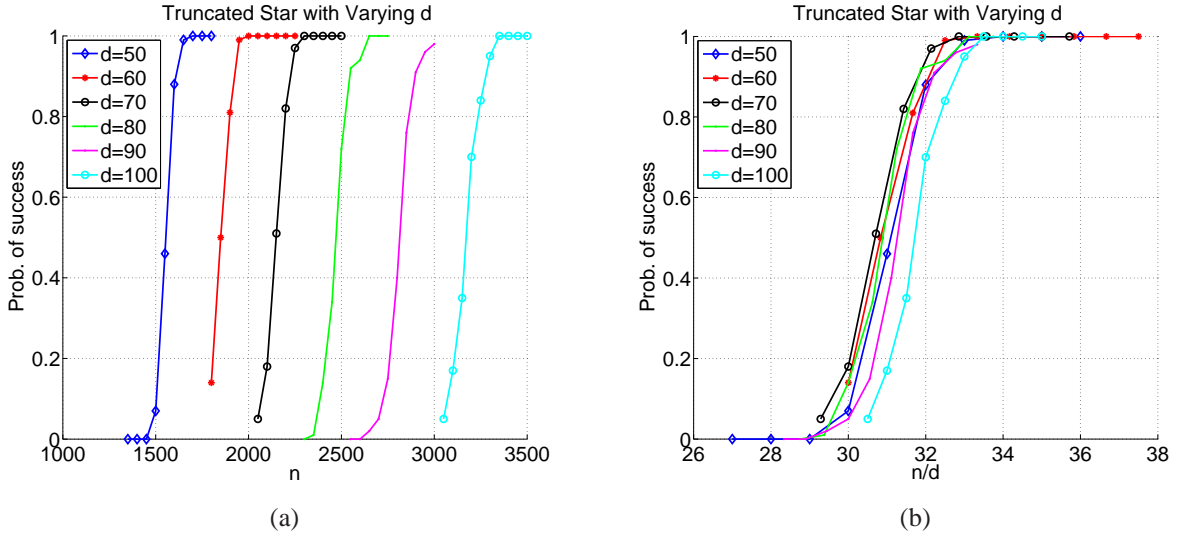 Truncated Star with Varying d
1
0.8
0.6
0.4
0.2
0
Prob. of success
d=50
d=60
d=70
d=80
d=90
d=100
1000 1500 2000 2500 3000 3500
n
(a)
Truncated Star with Varying d
1
0.8
0.6
0.4
0.2
0
Prob. of success
d=50
d=60
d=70
d=80
d=90
d=100
26 28 30 32 34 36 38
n/d
(b)